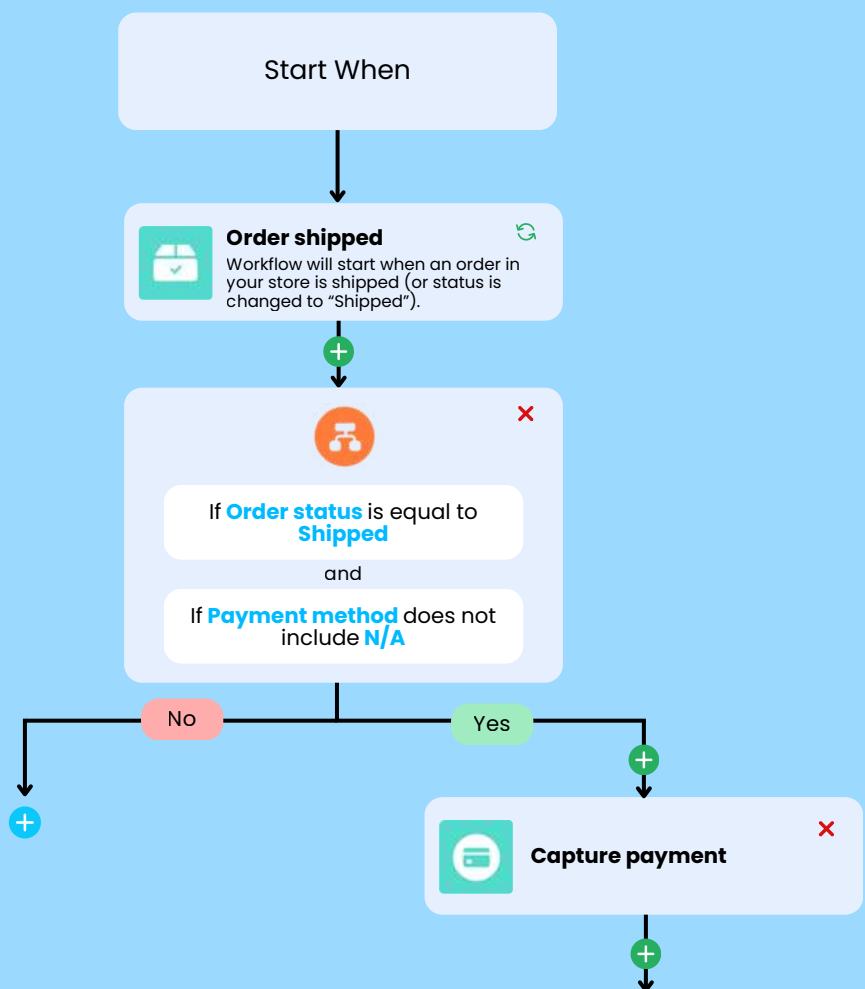 Start When
Order shipped
Workflow will start when an order in
your store is shipped (or status is
changed to “Shipped”).
If Order status is equal to
Shipped
and
If Payment method does not
include N/A
No
Yes
Capture payment